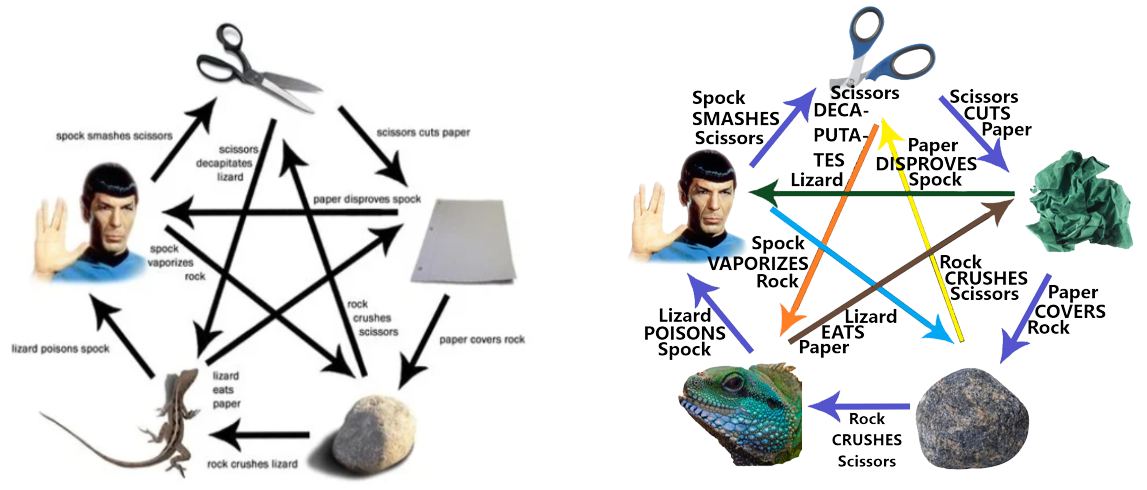 spock smashes scissors
scissors
decapitates
lizard
scissors cuts paper
paper disproves spock
spock
vaporizes
rock
rock
crushes
scissors
paper covers rock
lizard poisons spock
lizard
eats
paper
rock crushes lizard
Spock
SMASHES
Scissors
Scissors
DECA-
PUTA-
TES
Lizard
Scissors
CUTS
Paper
Paper
DISPROVES
Spock
Spock
VAPORIZES
Rock
Rock
CRUSHES
Scissors
Paper
COVERS
Rock
Lizard
POISONS
Spock
Lizard
EATS
Paper
Rock
CRUSHES
Scissors